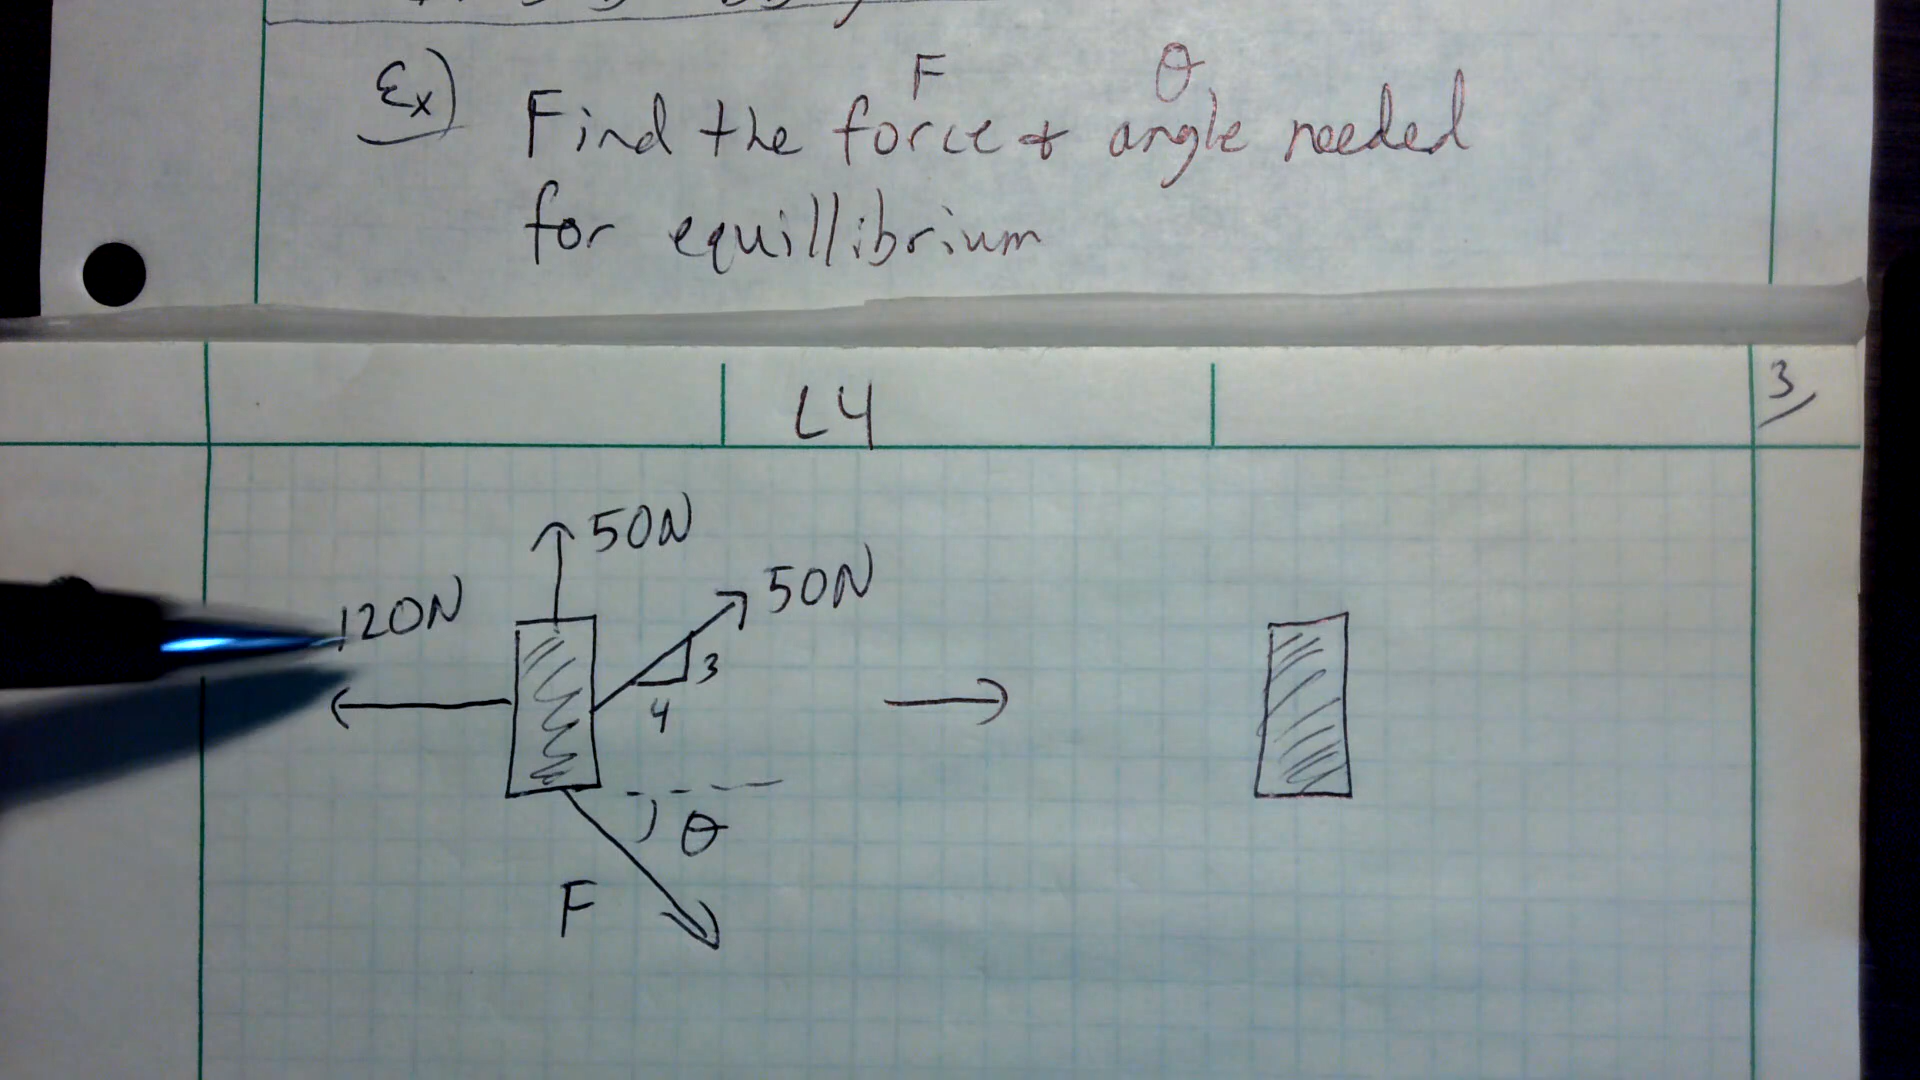 Ex) Find the force & angle needed
F θ
for equillibrium
L4
3
50N
50N
120N
3
4
θ
F